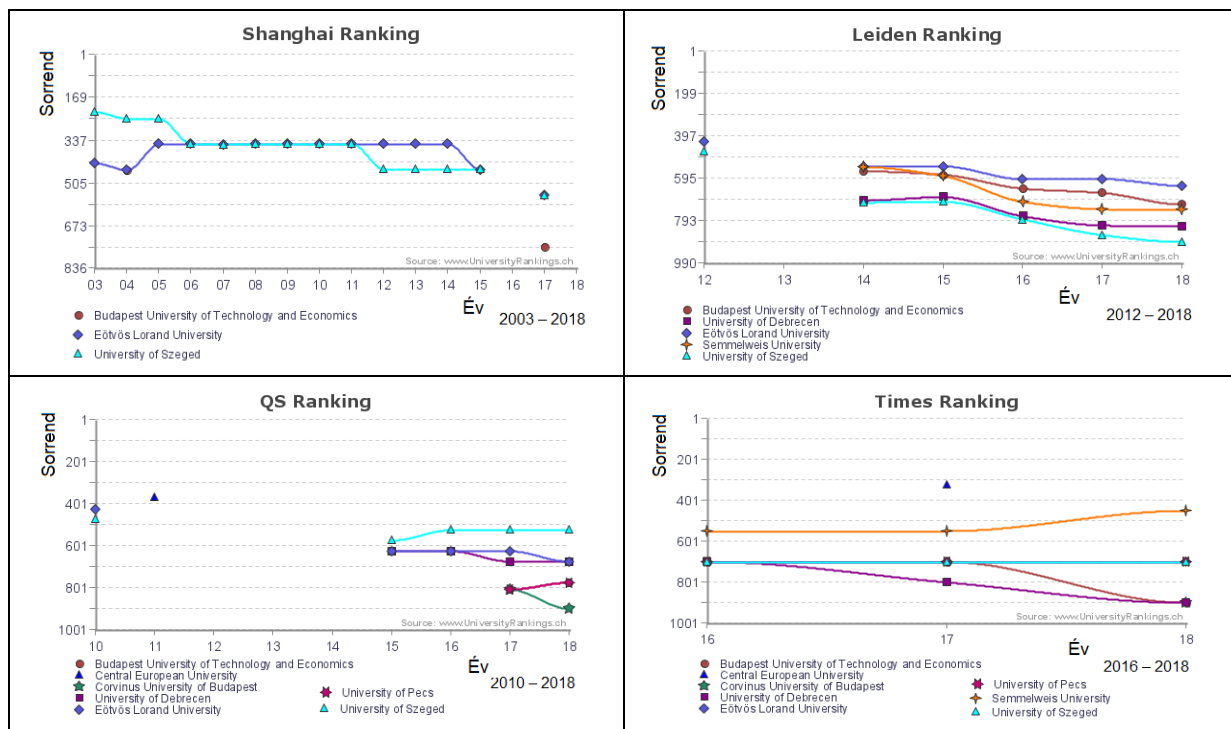 Shanghai Ranking
Sorrend
1
169
337
505
673
836
Source: www.UniversityRankings.ch
03 04 05 06 07 08 09 10 11 12 13 14 15 17 18
Év
2003 – 2018
Budapest University of Technology and Economics
Eötvös Lorand University
University of Szeged
Leiden Ranking
Sorrend
1
199
397
595
793
990
Source: www.UniversityRankings.ch
12 13 14 15 16 17 18
Év
2012 – 2018
Budapest University of Technology and Economics
University of Debrecen
Eötvös Lorand University
Semmelweis University
University of Szeged
QS Ranking
Sorrend
1
201
401
601
801
1001
Source: www.UniversityRankings.ch
10 11 12 13 14 15 16 17 18
Év
2010 – 2018
Budapest University of Technology and Economics
Central European University
Corvinus University of Budapest
University of Debrecen
Eötvös Lorand University
University of Pecs
University of Szeged
Times Ranking
Sorrend
1
201
401
601
801
1001
Source: www.UniversityRankings.ch
16 17 18
Év
2016 – 2018
Budapest University of Technology and Economics
Central European University
Corvinus University of Budapest
University of Debrecen
Eötvös Lorand University
University of Pecs
Semmelweis University
University of Szeged